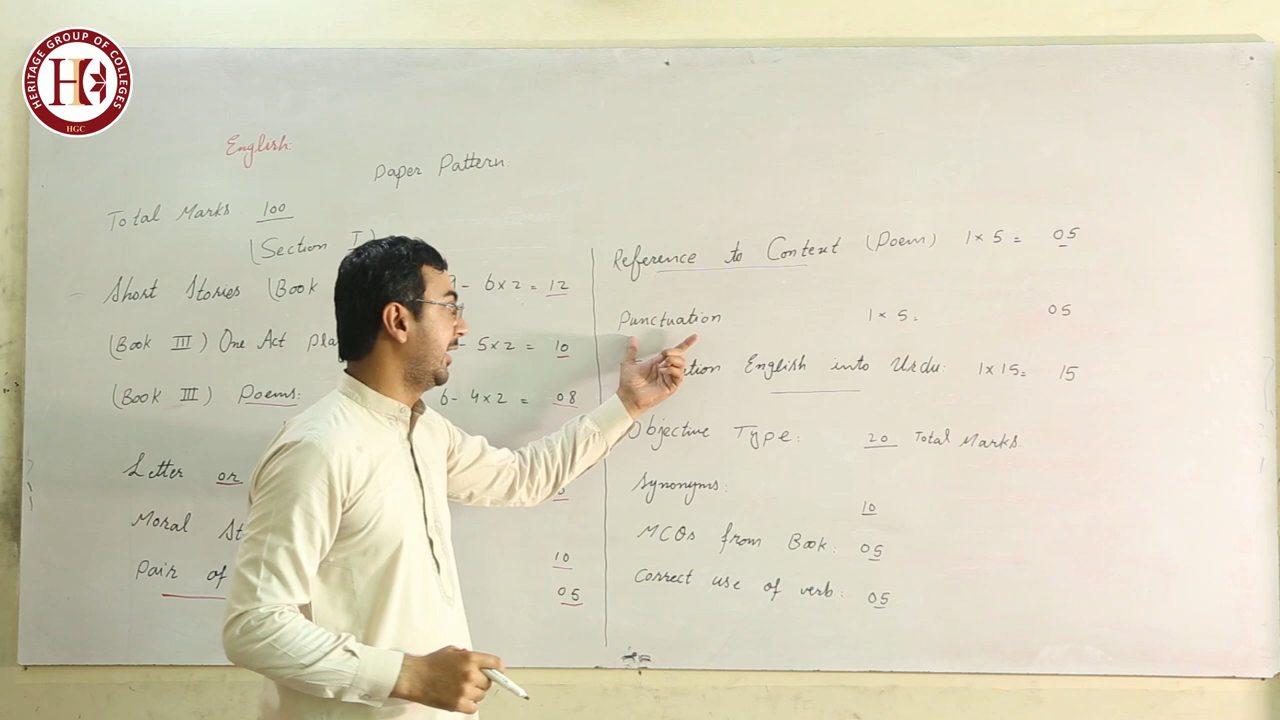 HERITAGE GROUP OF COLLEGES
HG
HGC
English:
Paper Pattern
Total Marks 100
(Section I)
Short Stories (Book - 6x2 = 12
(Book III) One Act Pla - 5x2 = 10
(Book III) Poems: 6- 4x2 = 08
Letter or
Moral St 10
Pair of 05
Reference to Context (Poem) 1x5 = 05
Punctuation 1x5 = 05
tion English into Urdu: 1x15= 15
Objective Type: 20 Total Marks
Synonyms: 10
MCQs from Book: 05
Correct use of verb: 05